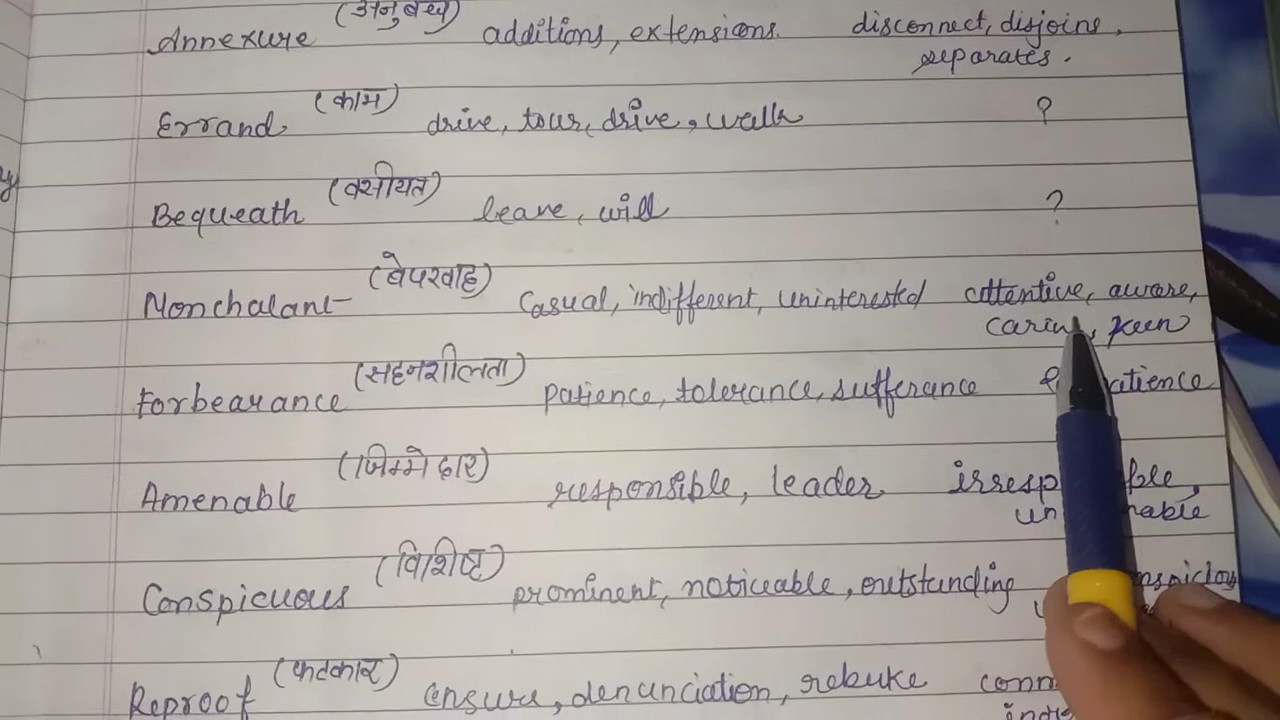 Annexure (अनुबन्ध) additions, extensions. disconnect, disjoins,
separates.
Errand (काम) drive, tour, drive, walk ?
Bequeath (वसीयत) leave, will ?
Nonchalant (बेपरवाह) Casual, indifferent, uninterested attentive, aware,
caring, keen
Forbearance (सहनशीलता) patience, tolerance, sufferance
Amenable (जिम्मेदार) responsible, leader
Conspicuous (विशिष्ट) prominent, noticeable, outstanding
Reproof (फटकार) ensure, denunciation, rebuke